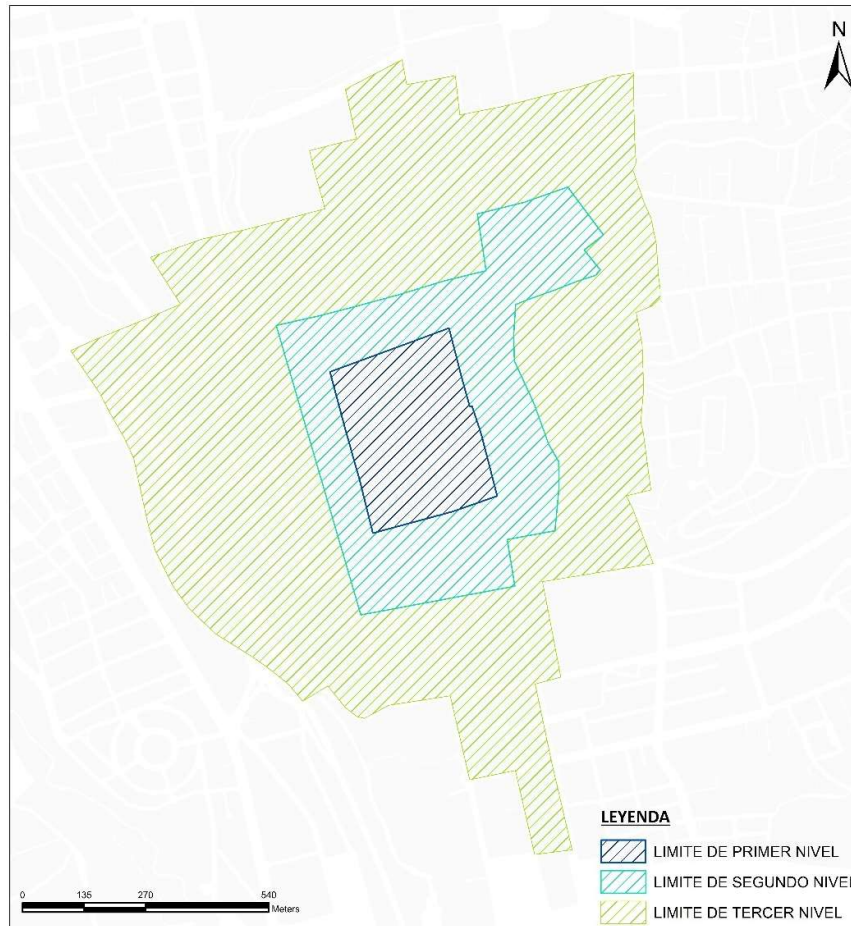 N
LEYENDA
LIMITE DE PRIMER NIVEL
LIMITE DE SEGUNDO NIVEL
LIMITE DE TERCER NIVEL
0 135 270 540
Meters